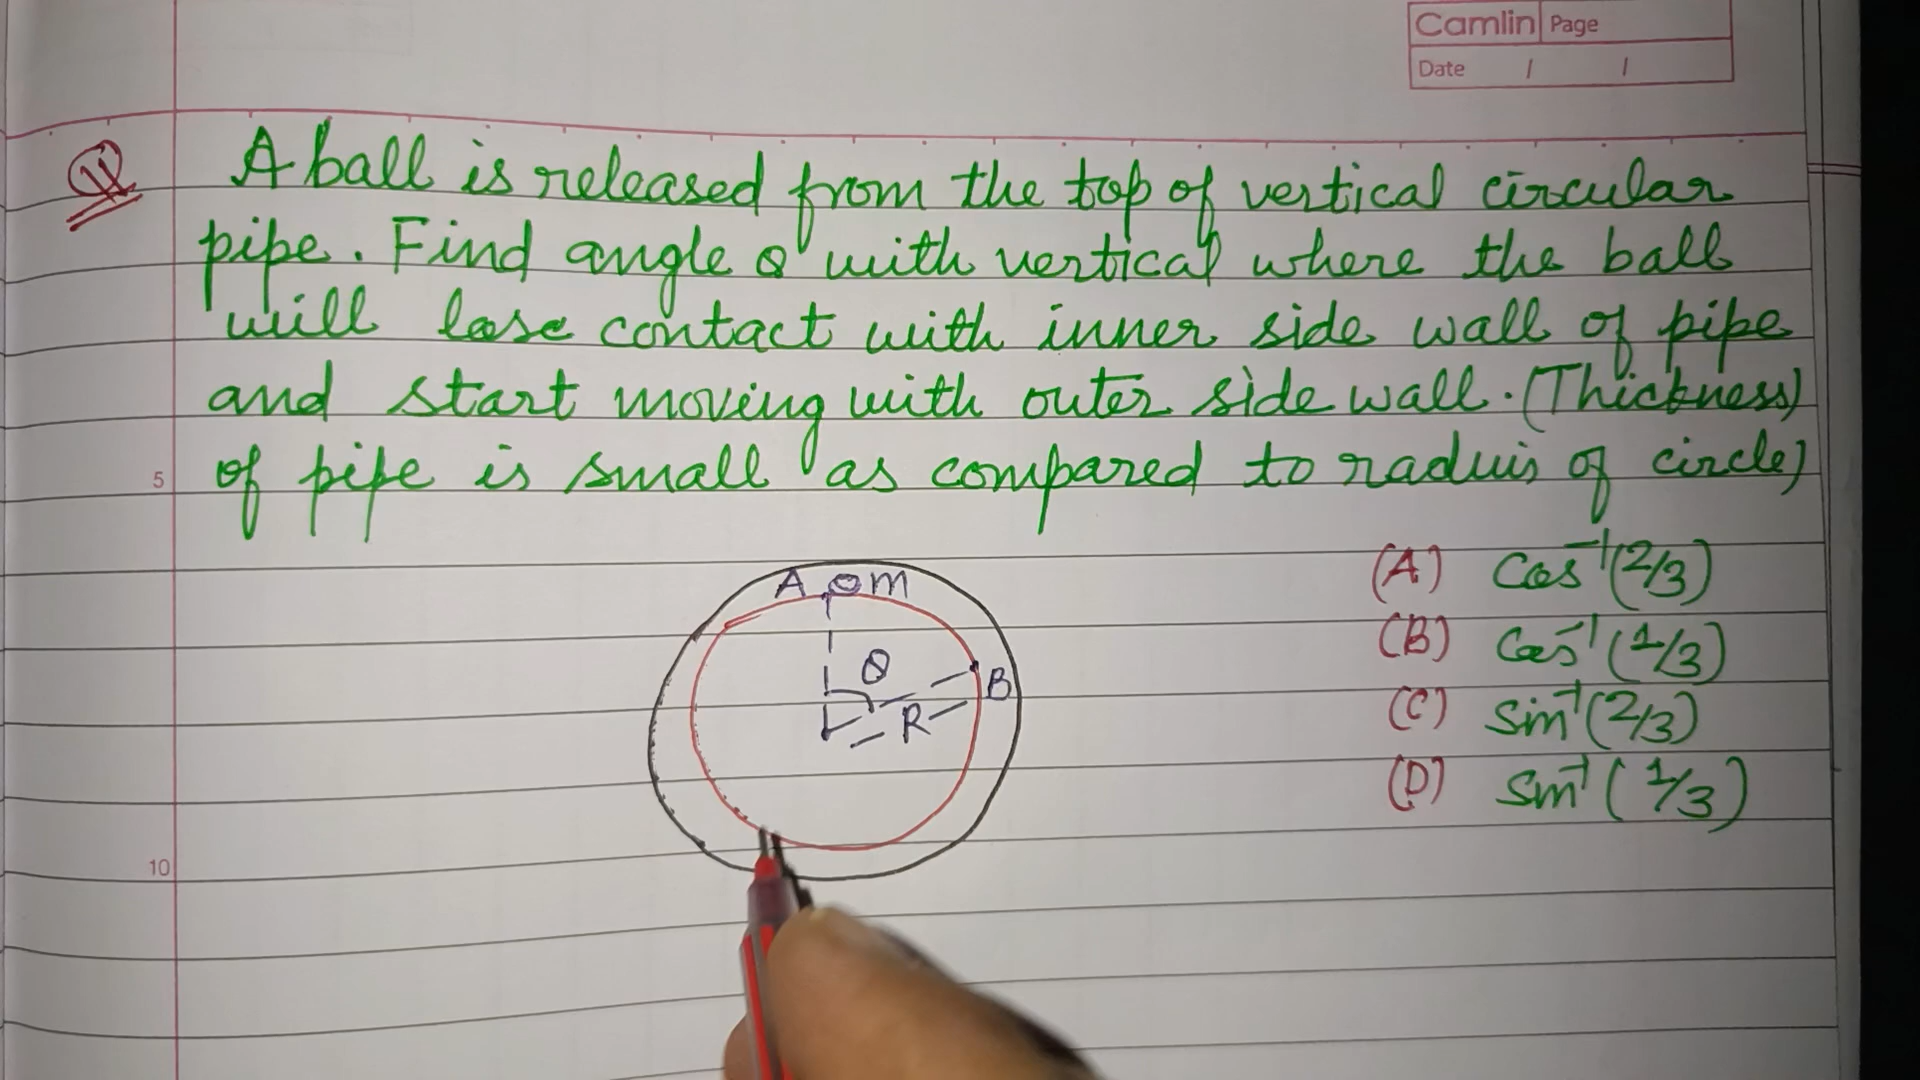 Camlin Page
Date / /
Q A ball is released from the top of vertical circular
pipe. Find angle θ with vertical where the ball
will lose contact with inner side wall of pipe
and start moving with outer side wall. (Thickness)
5 of pipe is small as compared to raduis of circle)
A m
θ
B
R
(A) Cos⁻¹(2/3)
(B) Cos⁻¹(1/3)
(C) Sin⁻¹(2/3)
(D) Sin⁻¹(1/3)
10